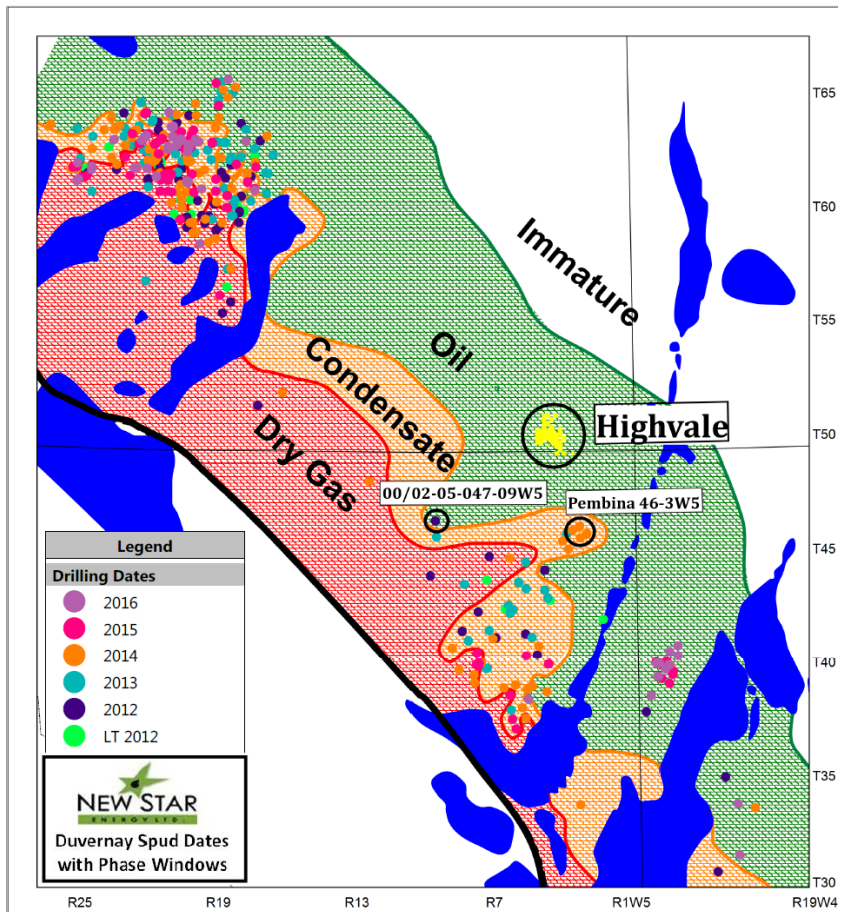 T65
T60
T55
T50
T45
T40
T35
T30
Immature
Oil
Condensate
Dry Gas
Highvale
00/02-05-047-09W5
Pembina 46-3W5
Legend
Drilling Dates
2016
2015
2014
2013
2012
LT 2012
NEW STAR
ENERGY LTD.
Duvernay Spud Dates
with Phase Windows
R25 R19 R13 R7 R1W5 R19W4